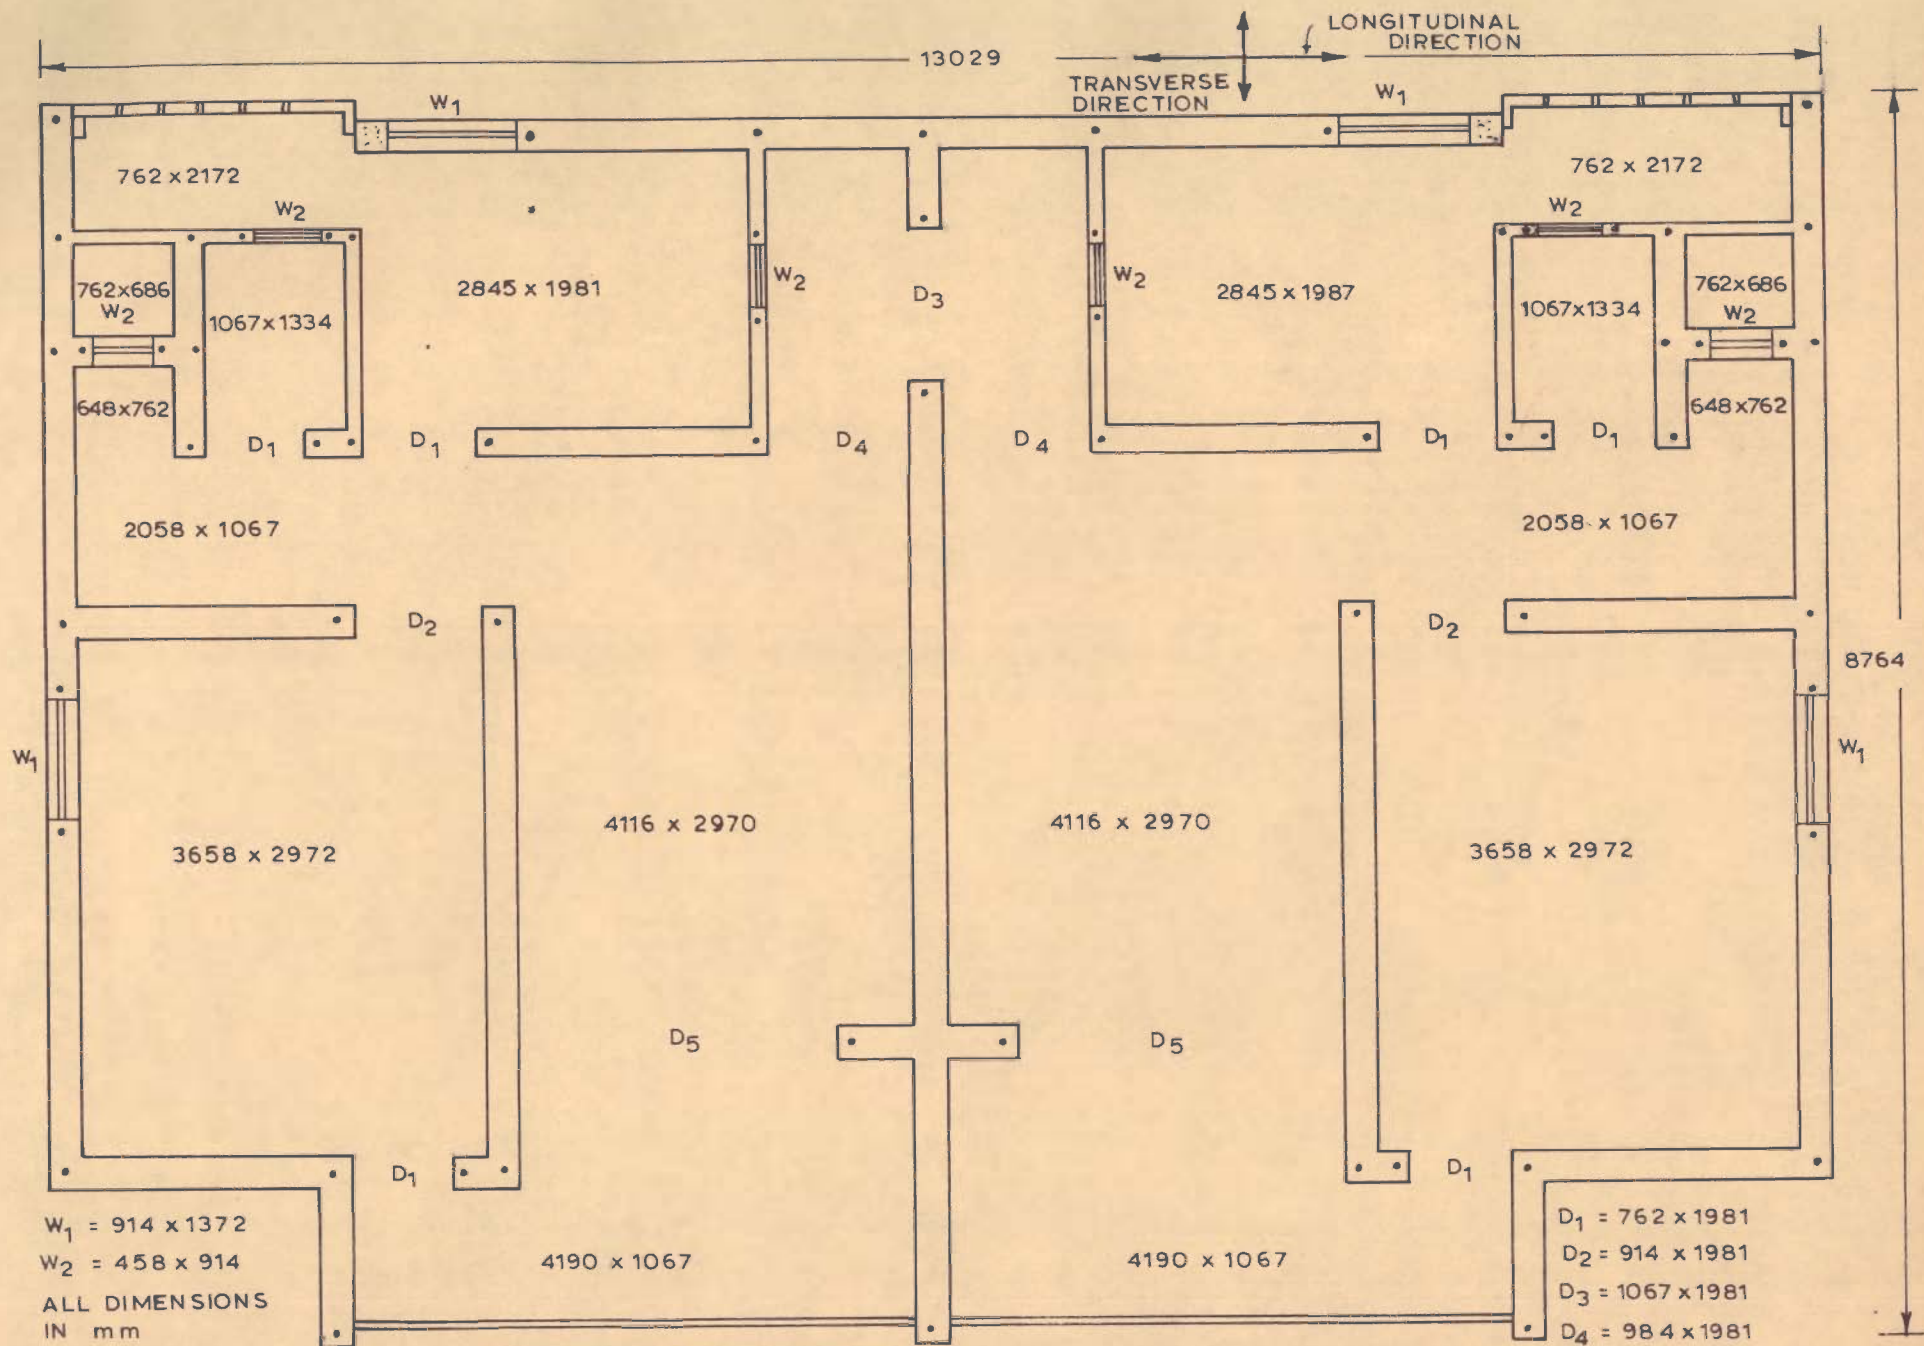 LONGITUDINAL
DIRECTION
13029
TRANSVERSE
DIRECTION
W1
W1
762 x 2172
762 x 2172
W2
W2
762x686
W2
1067x1334
2845 x 1981
W2
D3
W2
2845 x 1987
1067x1334
762x686
W2
648x762
648x762
D1
D1
D4
D4
D1
D1
2058 x 1067
2058 x 1067
D2
D2
8764
W1
W1
4116 x 2970
4116 x 2970
3658 x 2972
3658 x 2972
D5
D5
D1
D1
W1 = 914 x 1372
W2 = 458 x 914
ALL DIMENSIONS
IN mm
4190 x 1067
4190 x 1067
D1 = 762 x 1981
D2 = 914 x 1981
D3 = 1067 x 1981
D4 = 984 x 1981